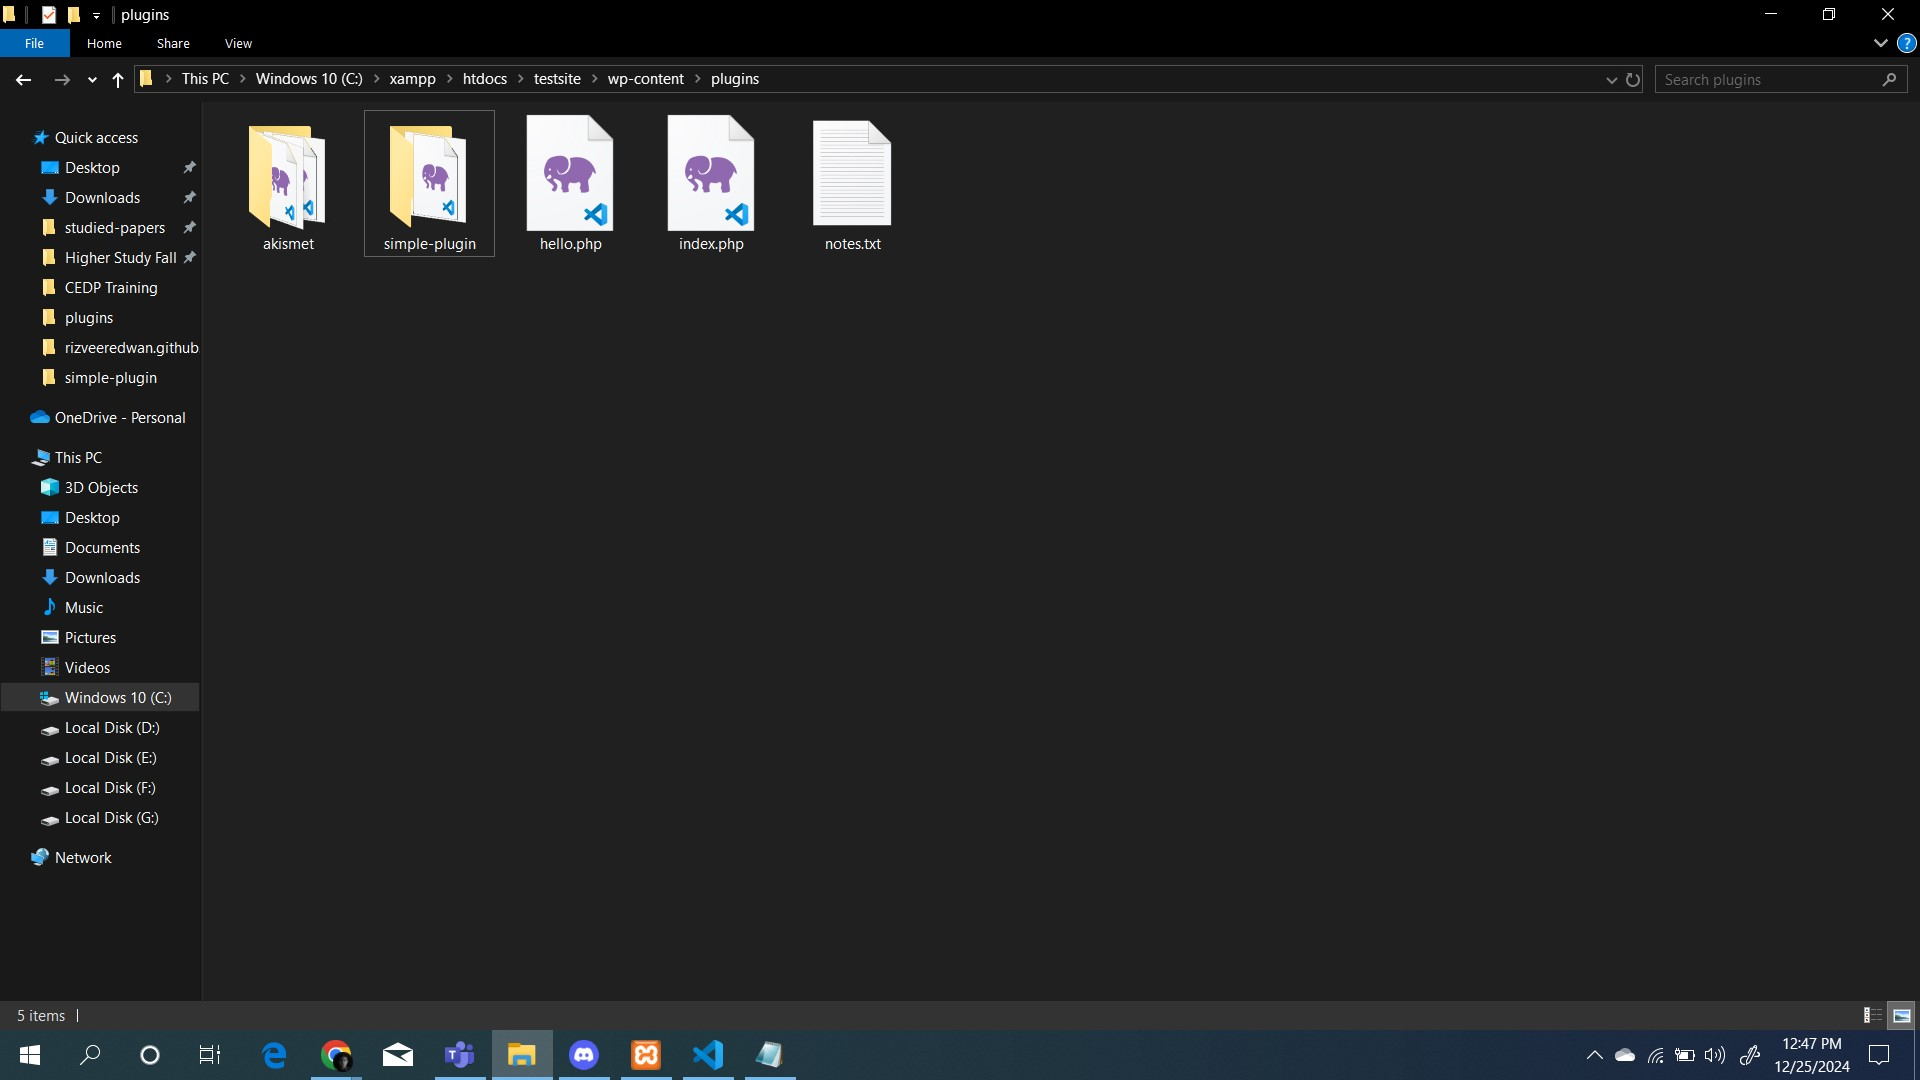 plugins
File Home Share View
This PC Windows 10 (C:) xampp htdocs testsite wp-content plugins
Search plugins
Quick access
Desktop
Downloads
studied-papers
Higher Study Fall
CEDP Training
plugins
rizveeredwan.github
simple-plugin
OneDrive - Personal
This PC
3D Objects
Desktop
Documents
Downloads
Music
Pictures
Videos
Windows 10 (C:)
Local Disk (D:)
Local Disk (E:)
Local Disk (F:)
Local Disk (G:)
Network
akismet
simple-plugin
hello.php
index.php
notes.txt
5 items
12:47 PM
12/25/2024